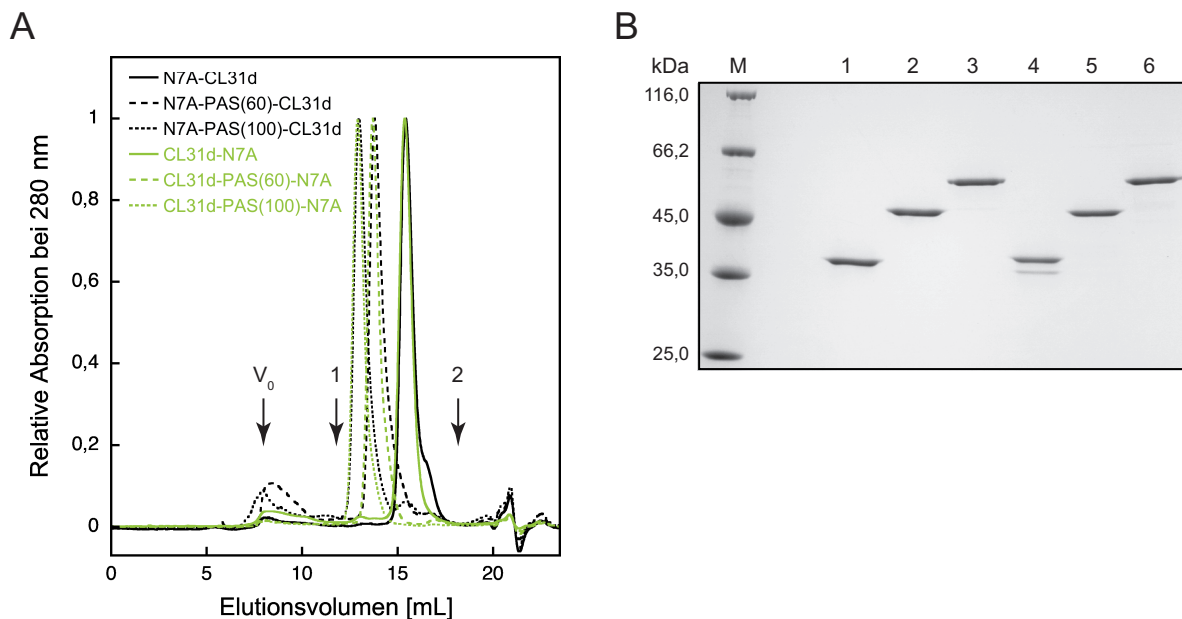 A
N7A-CL31d
N7A-PAS(60)-CL31d
N7A-PAS(100)-CL31d
CL31d-N7A
CL31d-PAS(60)-N7A
CL31d-PAS(100)-N7A
Relative Absorption bei 280 nm
1
0,8
0,6
0,4
0,2
0
V0
1
2
0
5
10
15
20
Elutionsvolumen [mL]
B
kDa M 1 2 3 4 5 6
116,0
66,2
45,0
35,0
25,0